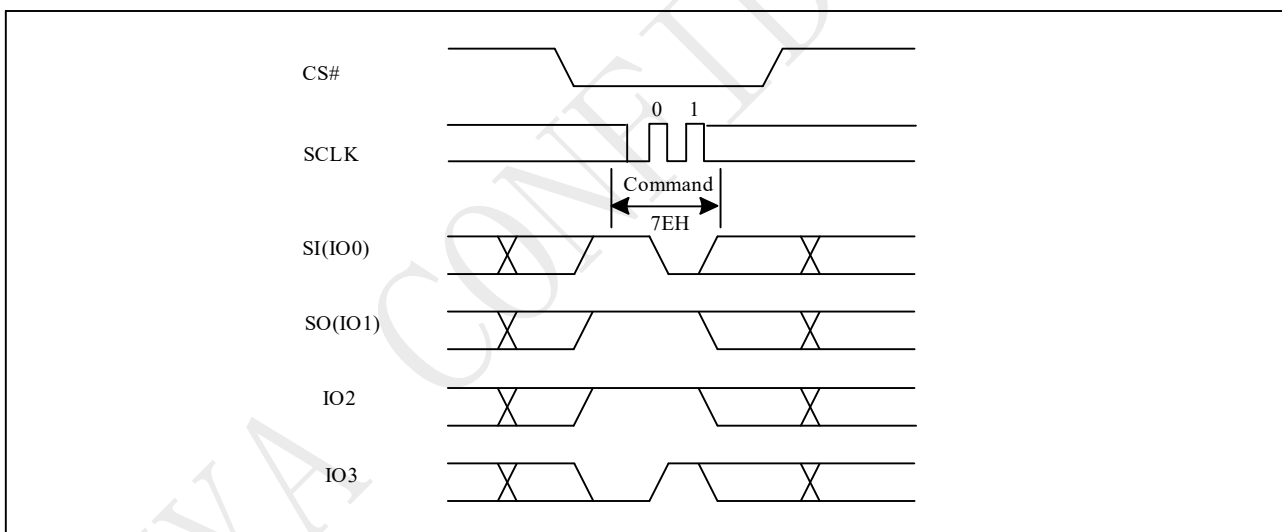 CS#
0 1
SCLK
Command
7EH
SI(IO0)
SO(IO1)
IO2
IO3